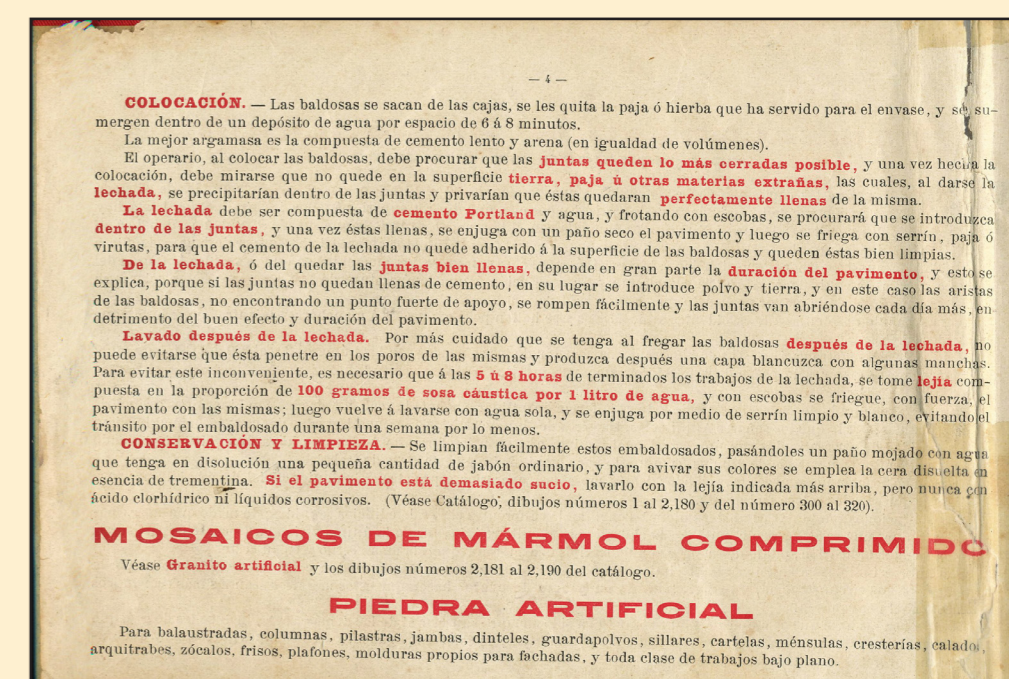 — 4 —
COLOCACIÓN. — Las baldosas se sacan de las cajas, se les quita la paja ó hierba que ha servido para el envase, y se su-
mergen dentro de un depósito de agua por espacio de 6 á 8 minutos.
La mejor argamasa es la compuesta de cemento lento y arena (en igualdad de volúmenes).
El operario, al colocar las baldosas, debe procurar que las juntas queden lo más cerradas posible, y una vez hecha la
colocación, debe mirarse que no quede en la superficie tierra, paja ú otras materias extrañas, las cuales, al darse la
lechada, se precipitarían dentro de las juntas y privarían que éstas quedaran perfectamente llenas de la misma.
La lechada debe ser compuesta de cemento Portland y agua, y frotando con escobas, se procurará que se introduzca
dentro de las juntas, y una vez éstas llenas, se enjuga con un paño seco el pavimento y luego se friega con serrín, paja ó
virutas, para que el cemento de la lechada no quede adherido á la superficie de las baldosas y queden éstas bien limpias.
De la lechada, ó del quedar las juntas bien llenas, depende en gran parte la duración del pavimento, y esto se
explica, porque si las juntas no quedan llenas de cemento, en su lugar se introduce polvo y tierra, y en este caso las aristas
de las baldosas, no encontrando un punto fuerte de apoyo, se rompen fácilmente y las juntas van abriéndose cada día más, en
detrimento del buen efecto y duración del pavimento.
Lavado después de la lechada. Por más cuidado que se tenga al fregar las baldosas después de la lechada, no
puede evitarse que ésta penetre en los poros de las mismas y produzca después una capa blancuzca con algunas manchas.
Para evitar este inconveniente, es necesario que á las 5 ú 8 horas de terminados los trabajos de la lechada, se tome lejía com-
puesta en la proporción de 100 gramos de sosa cáustica por 1 litro de agua, y con escobas se friegue, con fuerza, el
pavimento con las mismas; luego vuelve á lavarse con agua sola, y se enjuga por medio de serrín limpio y blanco, evitando el
tránsito por el embaldosado durante una semana por lo menos.
CONSERVACIÓN Y LIMPIEZA. — Se limpian fácilmente estos embaldosados, pasándoles un paño mojado con agua
que tenga en disolución una pequeña cantidad de jabón ordinario, y para avivar sus colores se emplea la cera disuelta en
esencia de trementina. Si el pavimento está demasiado sucio, lavarlo con la lejía indicada más arriba, pero nunca con
ácido clorhídrico ni líquidos corrosivos. (Véase Catálogo, dibujos números 1 al 2,180 y del número 300 al 320).
MOSAICOS DE MÁRMOL COMPRIMIDO
Véase Granito artificial y los dibujos números 2,181 al 2,190 del catálogo.
PIEDRA ARTIFICIAL
Para balaustradas, columnas, pilastras, jambas, dinteles, guardapolvos, sillares, cartelas, ménsulas, cresterías, calados,
arquitrabes, zócalos, frisos, plafones, molduras propios para fachadas, y toda clase de trabajos bajo plano.